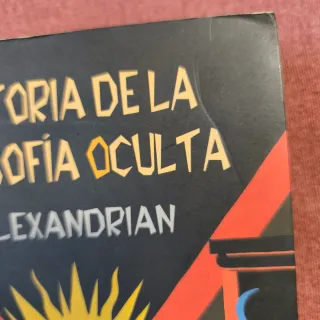 TORIA DE LA
SOFÍA OCULTA
LEXANDRIAN